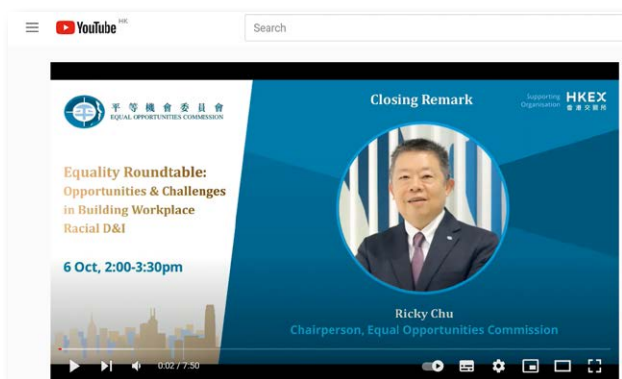 YouTube HK
Search
平等機會委員會
EQUAL OPPORTUNITIES COMMISSION
Closing Remark
Supporting Organisation
HKEX
香港交易所
Equality Roundtable:
Opportunities & Challenges
in Building Workplace
Racial D&I
6 Oct, 2:00-3:30pm
Ricky Chu
Chairperson, Equal Opportunities Commission
0:02 / 7:50